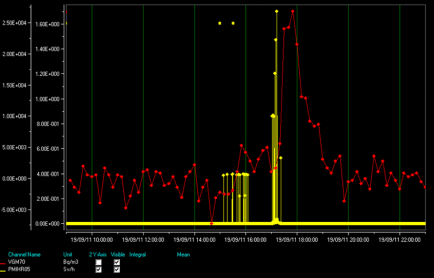 2.50E+004 1.60E+000
2.00E+004 1.40E+000
1.50E+004 1.20E+000
1.00E+000
1.00E+004 8.00E-001
5.00E+003 6.00E-001
4.00E-001
0.00E+000 2.00E-001
-5.00E+003 0.00E+000
19/09/11 10:00:00 19/09/11 12:00:00 19/09/11 14:00:00 19/09/11 16:00:00 19/09/11 18:00:00 19/09/11 20:00:00 19/09/11 22:00:00
Channel Name Unit 2 Y Axis Visible Integral Mean
VGM70 Bq/m3
Sv/h